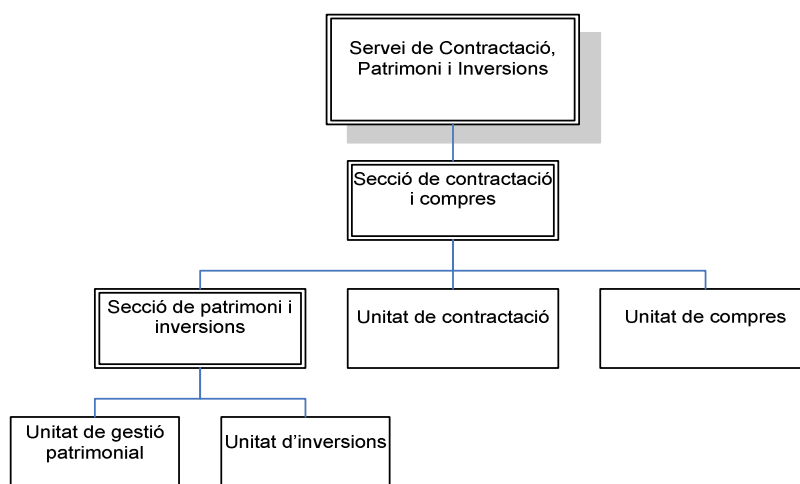 Servei de Contractació,
Patrimoni i Inversions
Secció de contractació
i compres
Secció de patrimoni i
inversions
Unitat de contractació
Unitat de compres
Unitat de gestió
patrimonial
Unitat d’inversions